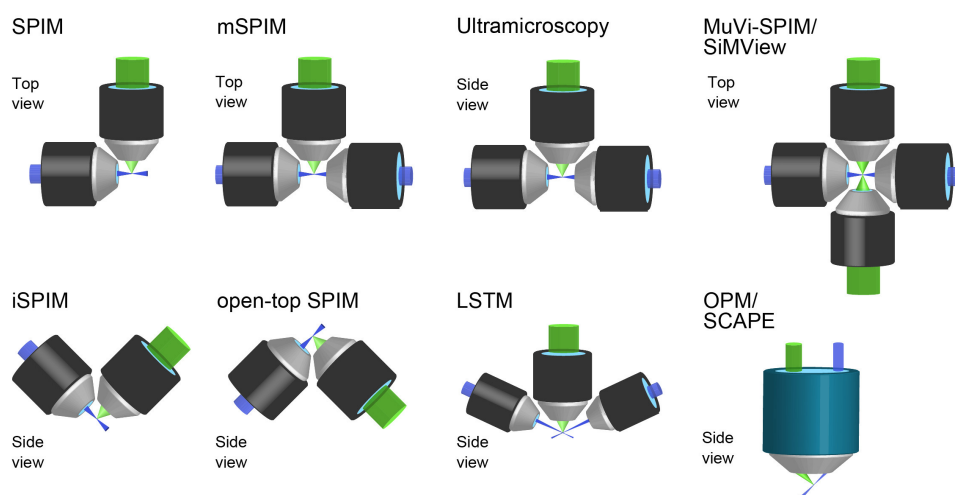 SPIM
Top
view
mSPIM
Top
view
Ultramicroscopy
Side
view
MuVi-SPIM/
SiMView
Top
view
iSPIM
Side
view
open-top SPIM
Side
view
LSTM
Side
view
OPM/
SCAPE
Side
view